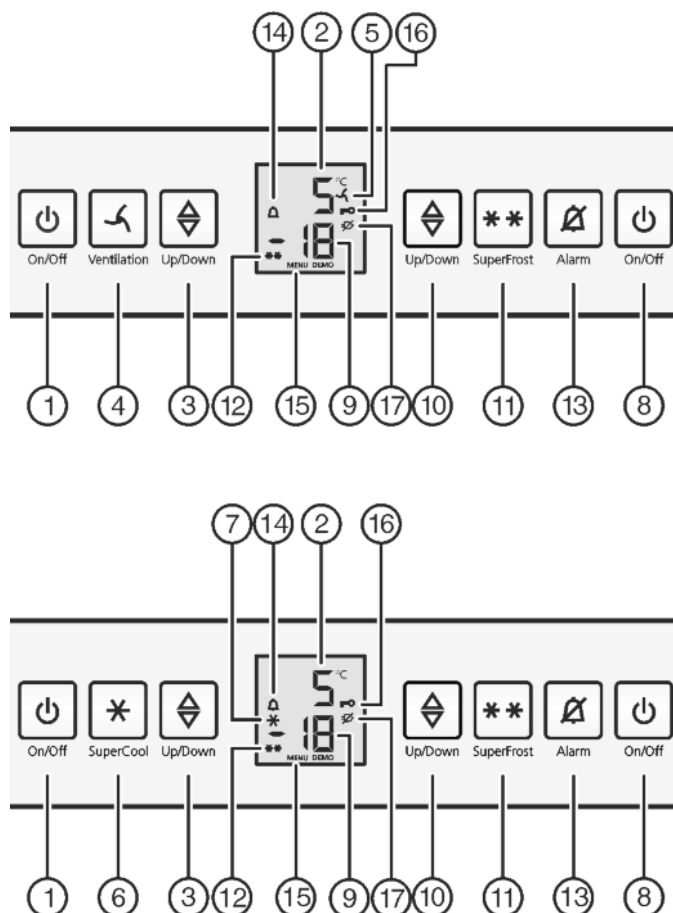 14 2 5 16
5 °C
18
MENU DEMO
On/Off Ventilation Up/Down Up/Down SuperFrost Alarm On/Off
1 4 3 12 15 9 17 10 11 13 8
7 14 2 16
5 °C
18
MENU DEMO
On/Off SuperCool Up/Down Up/Down SuperFrost Alarm On/Off
1 6 3 12 15 9 17 10 11 13 8